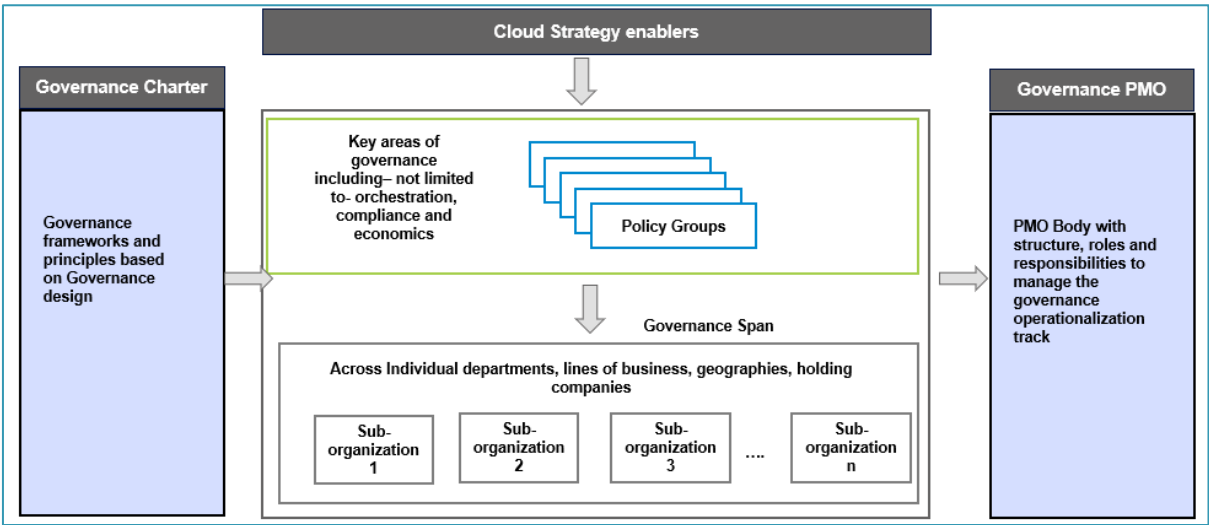 Cloud Strategy enablers
Governance Charter
Governance
frameworks and
principles based
on Governance
design
Key areas of
governance
including– not limited
to- orchestration,
compliance and
economics
Policy Groups
Governance Span
Across Individual departments, lines of business, geographies, holding
companies
Sub-
organization
1
Sub-
organization
2
Sub-
organization
3
....
Sub-
organization
n
Governance PMO
PMO Body with
structure, roles and
responsibilities to
manage the
governance
operationalization
track